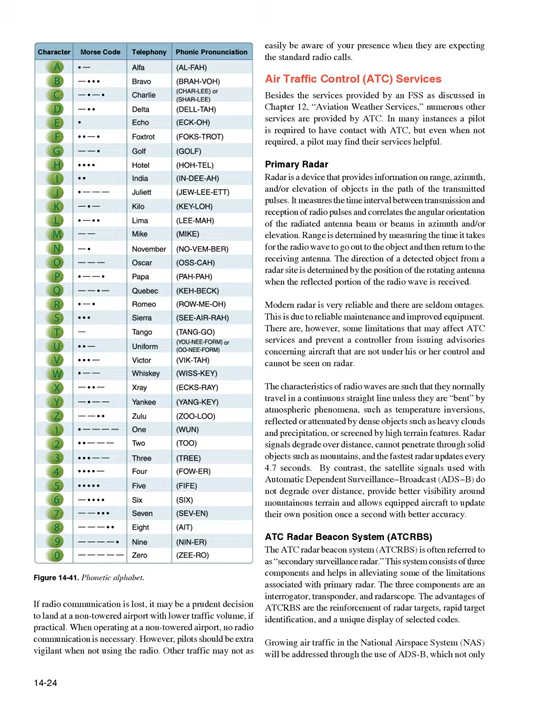 Character Morse Code Telephony Phonic Pronunciation
A •— Alfa (AL-FAH)
B —••• Bravo (BRAH-VOH)
C —•—• Charlie (CHAR-LEE) or
(SHAR-LEE)
D —•• Delta (DELL-TAH)
E • Echo (ECK-OH)
F ••—• Foxtrot (FOKS-TROT)
G ——• Golf (GOLF)
H •••• Hotel (HOH-TEL)
I •• India (IN-DEE-AH)
J •——— Juliett (JEW-LEE-ETT)
K —•— Kilo (KEY-LOH)
L •—•• Lima (LEE-MAH)
M —— Mike (MIKE)
N —• November (NO-VEM-BER)
O ——— Oscar (OSS-CAH)
P •——• Papa (PAH-PAH)
Q ——•— Quebec (KEH-BECK)
R •—• Romeo (ROW-ME-OH)
S ••• Sierra (SEE-AIR-RAH)
T — Tango (TANG-GO)
U ••— Uniform (YOU-NEE-FORM) or
(OO-NEE-FORM)
V •••— Victor (VIK-TAH)
W •—— Whiskey (WISS-KEY)
X —••— Xray (ECKS-RAY)
Y —•—— Yankee (YANG-KEY)
Z ——•• Zulu (ZOO-LOO)
1 •———— One (WUN)
2 ••——— Two (TOO)
3 •••—— Three (TREE)
4 ••••— Four (FOW-ER)
5 ••••• Five (FIFE)
6 —•••• Six (SIX)
7 ——••• Seven (SEV-EN)
8 ———•• Eight (AIT)
9 ————• Nine (NIN-ER)
0 ————— Zero (ZEE-RO)
Figure 14-41. Phonetic alphabet.
If radio communication is lost, it may be a prudent decision
to land at a non-towered airport with lower traffic volume, if
practical. When operating at a non-towered airport, no radio
communication is necessary. However, pilots should be extra
vigilant when not using the radio. Other traffic may not as
easily be aware of your presence when they are expecting
the standard radio calls.
Air Traffic Control (ATC) Services
Besides the services provided by an FSS as discussed in
Chapter 12, “Aviation Weather Services,” numerous other
services are provided by ATC. In many instances a pilot
is required to have contact with ATC, but even when not
required, a pilot may find their services helpful.
Primary Radar
Radar is a device that provides information on range, azimuth,
and/or elevation of objects in the path of the transmitted
pulses. It measures the time interval between transmission and
reception of radio pulses and correlates the angular orientation
of the radiated antenna beam or beams in azimuth and/or
elevation. Range is determined by measuring the time it takes
for the radio wave to go out to the object and then return to the
receiving antenna. The direction of a detected object from a
radar site is determined by the position of the rotating antenna
when the reflected portion of the radio wave is received.
Modern radar is very reliable and there are seldom outages.
This is due to reliable maintenance and improved equipment.
There are, however, some limitations that may affect ATC
services and prevent a controller from issuing advisories
concerning aircraft that are not under his or her control and
cannot be seen on radar.
The characteristics of radio waves are such that they normally
travel in a continuous straight line unless they are “bent” by
atmospheric phenomena, such as temperature inversions,
reflected or attenuated by dense objects such as heavy clouds
and precipitation, or screened by high terrain features. Radar
signals degrade over distance, cannot penetrate through solid
objects such as mountains, and the fastest radar updates every
4.7 seconds. By contrast, the satellite signals used with
Automatic Dependent Surveillance–Broadcast (ADS–B) do
not degrade over distance, provide better visibility around
mountainous terrain and allows equipped aircraft to update
their own position once a second with better accuracy.
ATC Radar Beacon System (ATCRBS)
The ATC radar beacon system (ATCRBS) is often referred to
as “secondary surveillance radar.” This system consists of three
components and helps in alleviating some of the limitations
associated with primary radar. The three components are an
interrogator, transponder, and radarscope. The advantages of
ATCRBS are the reinforcement of radar targets, rapid target
identification, and a unique display of selected codes.
Growing air traffic in the National Airspace System (NAS)
will be addressed through the use of ADS-B, which not only
14-24